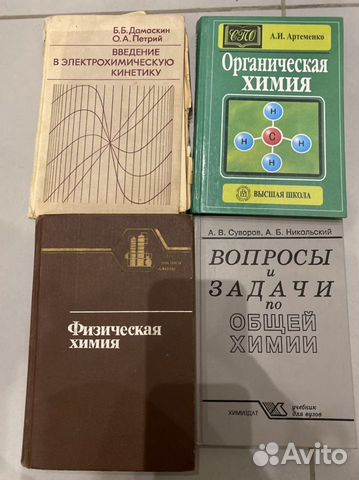 Б.Б. Дамаскин
О.А. Петрий
ВВЕДЕНИЕ
В ЭЛЕКТРОХИМИЧЕСКУЮ
КИНЕТИКУ
СПО
А.И. Артеменко
Органическая
ХИМИЯ
H
H
C
H
H
ВЫСШАЯ ШКОЛА
Физическая
химия
А. В. Суворов, А. Б. Никольский
ВОПРОСЫ
и
ЗАДАЧИ
по
ОБЩЕЙ
ХИМИИ
ХИМИЗДАТ
учебник
для вузов
Avito